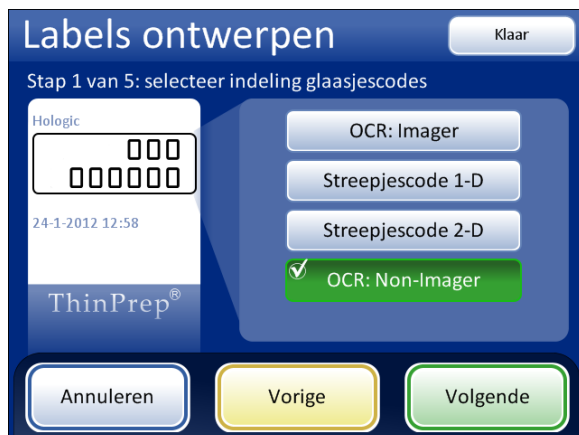 Labels ontwerpen
Klaar
Stap 1 van 5: selecteer indeling glaasjescodes
Hologic
000
000000
24-1-2012 12:58
ThinPrep®
OCR: Imager
Streepjescode 1-D
Streepjescode 2-D
OCR: Non-Imager
Annuleren
Vorige
Volgende